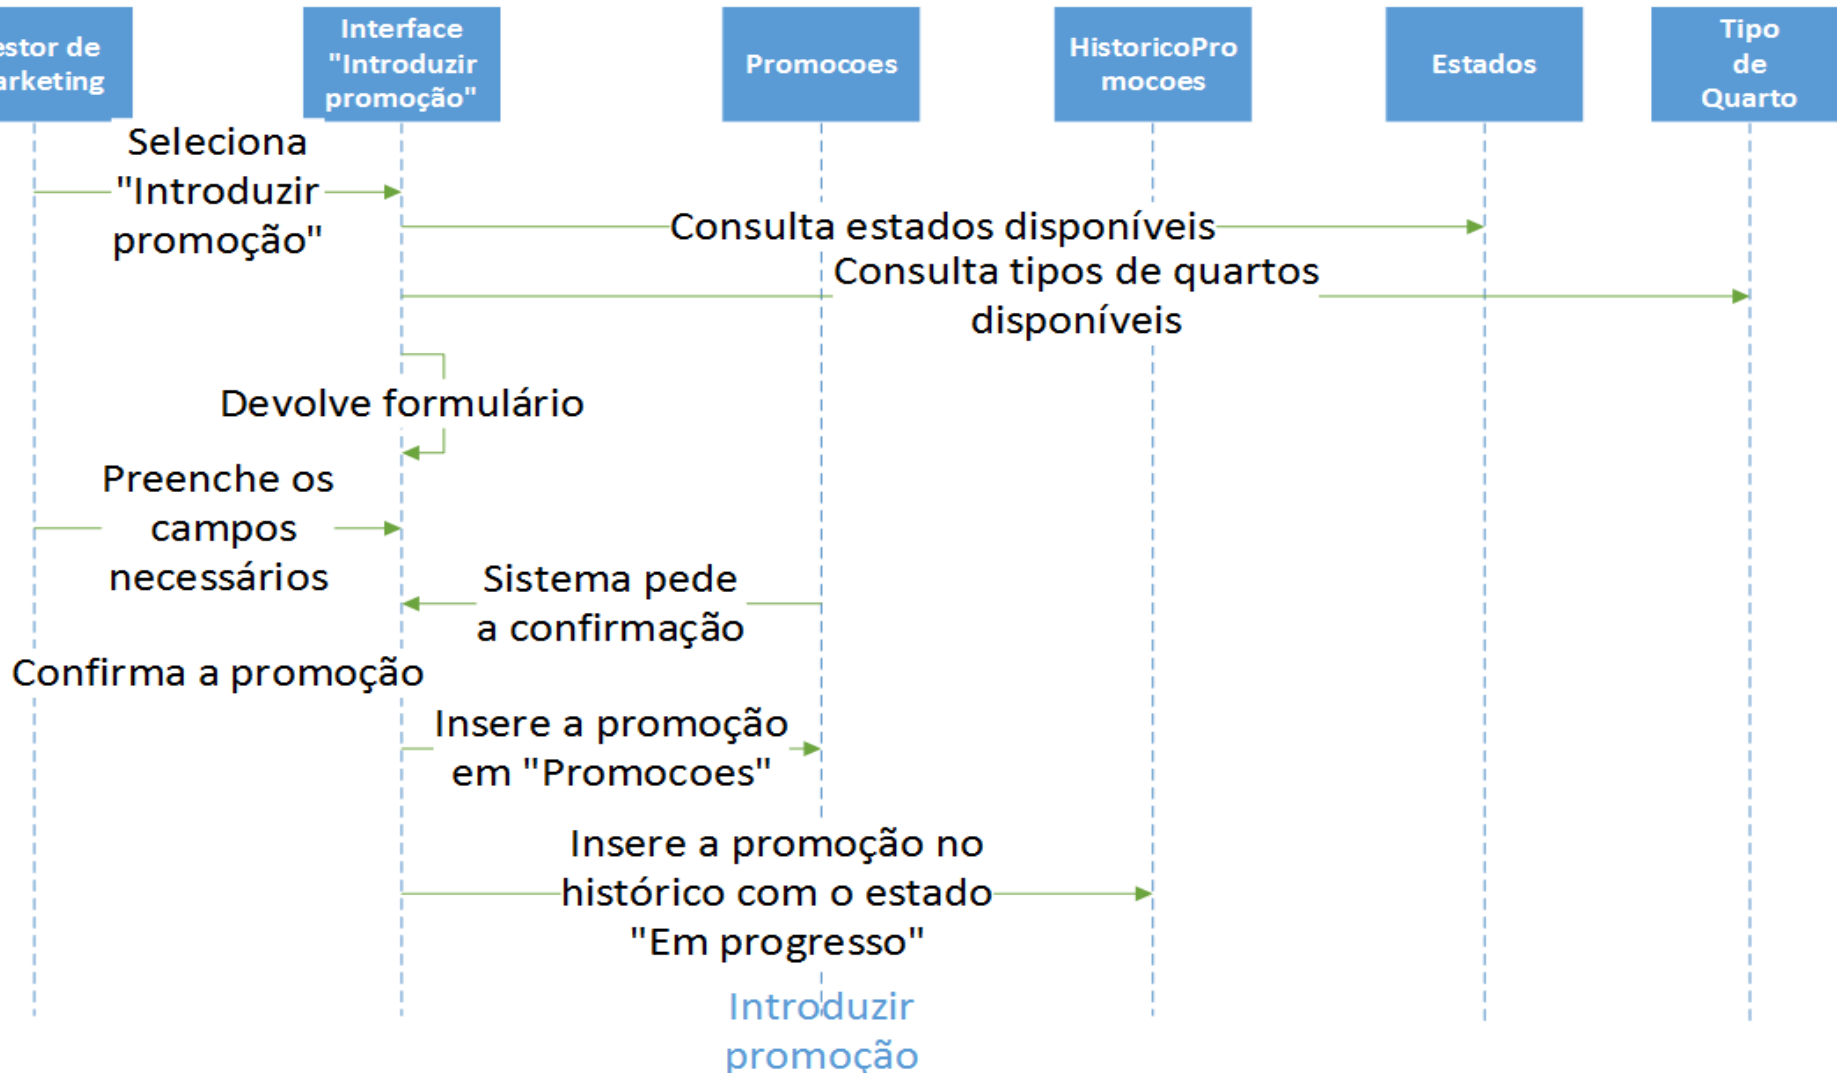 estor de
arketing
Interface
"Introduzir
promoção"
Promocoes
HistoricoPro
mocoes
Estados
Tipo
de
Quarto
Seleciona
"Introduzir
promoção"
Consulta estados disponíveis
Consulta tipos de quartos
disponíveis
Devolve formulário
Preenche os
campos
necessários
Sistema pede
a confirmação
Confirma a promoção
Insere a promoção
em "Promocoes"
Insere a promoção no
histórico com o estado
"Em progresso"
Introduzir
promoção